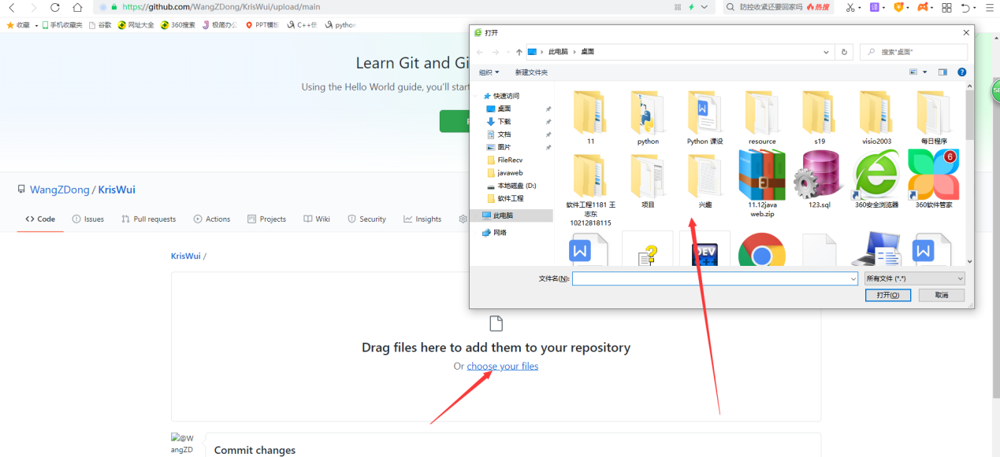 https://github.com/WangZDong/KrisWui/upload/main
防控收紧还要回家吗 热搜
译
收藏 手机收藏夹 谷歌 网址大全 360搜索 极简办公 PPT模板 C++住 python
Learn Git and Gi
Using the Hello World guide, you'll start
WangZDong / KrisWui
Code Issues Pull requests Actions Projects Wiki Security Insights
KrisWui /
Drag files here to add them to your repository
Or choose your files
@W
angZD
Commit changes
打开
此电脑 桌面
搜索"桌面"
组织 新建文件夹
快速访问
桌面
下载
文档
图片
FileRecv
javaweb
本地磁盘 (D:)
软件工程
此电脑
网络
11 python Python 课设 resource s19 visio2003 每日程序
软件工程1181 王
志东
10212818115
项目
兴趣
11.12java
web.zip
123.sql
360安全浏览器
6
360软件管家
DEV
文件名(N):
所有文件 (*.*)
打开(O) 取消